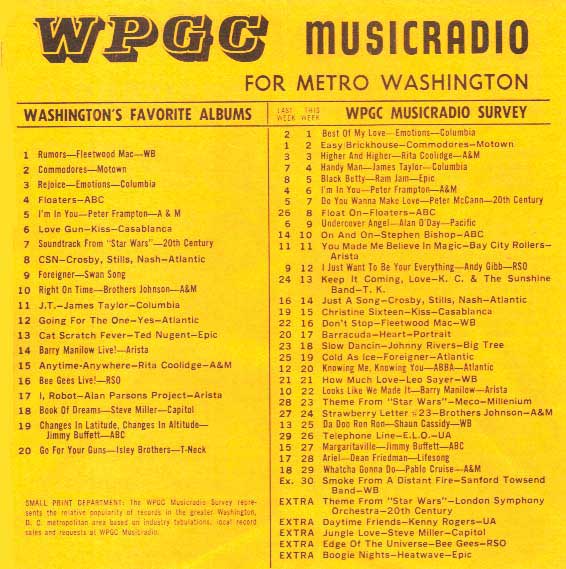 WPGC MUSICRADIO
FOR METRO WASHINGTON
WASHINGTON'S FAVORITE ALBUMS
1 Rumors—Fleetwood Mac—WB
2 Commodores—Motown
3 Rejoice—Emotions—Columbia
4 Floaters—ABC
5 I'm In You—Peter Frampton—A & M
6 Love Gun—Kiss—Casablanca
7 Soundtrack From "Star Wars"—20th Century
8 CSN—Crosby, Stills, Nash—Atlantic
9 Foreigner—Swan Song
10 Right On Time—Brothers Johnson—A&M
11 J.T.—James Taylor—Columbia
12 Going For The One—Yes—Atlantic
13 Cat Scratch Fever—Ted Nugent—Epic
14 Barry Manilow Live!—Arista
15 Anytime-Anywhere—Rita Coolidge—A&M
16 Bee Gees Live!—RSO
17 I, Robot—Alan Parsons Project—Arista
18 Book Of Dreams—Steve Miller—Capitol
19 Changes In Latitude, Changes In Altitude—
Jimmy Buffett—ABC
20 Go For Your Guns—Isley Brothers—T-Neck
SMALL PRINT DEPARTMENT: The WPGC Musicradio Survey repre-
sents the relative popularity of records in the greater Washington,
D. C. metropolitan area based on industry tabulations, local record
sales and requests at WPGC Musicradio.
LAST WEEK THIS WEEK WPGC MUSICRADIO SURVEY
2 1 Best Of My Love—Emotions—Columbia
1 2 Easy/Brickhouse—Commodores—Motown
3 3 Higher And Higher—Rita Coolidge—A&M
7 4 Handy Man—James Taylor—Columbia
8 5 Black Betty—Ram Jam—Epic
4 6 I'm In You—Peter Frampton—A&M
5 7 Do You Wanna Make Love—Peter McCann—20th Century
26 8 Float On—Floaters—ABC
6 9 Undercover Angel—Alan O'Day—Pacific
14 10 On And On—Stephen Bishop—ABC
11 11 You Made Me Believe In Magic—Bay City Rollers—
Arista
9 12 I Just Want To Be Your Everything—Andy Gibb—RSO
24 13 Keep It Coming, Love—K. C. & The Sunshine
Band—T. K.
16 14 Just A Song—Crosby, Stills, Nash—Atlantic
19 15 Christine Sixteen—Kiss—Casablanca
22 16 Don't Stop—Fleetwood Mac—WB
20 17 Barracuda—Heart—Portrait
23 18 Slow Dancin—Johnny Rivers—Big Tree
25 19 Cold As Ice—Foreigner—Atlantic
12 20 Knowing Me, Knowing You—ABBA—Atlantic
21 21 How Much Love—Leo Sayer—WB
10 22 Looks Like We Made It—Barry Manilow—Arista
28 23 Theme From "Star Wars"—Meco—Millenium
27 24 Strawberry Letter #23—Brothers Johnson—A&M
13 25 Da Doo Ron Ron—Shaun Cassidy—WB
29 26 Telephone Line—E.L.O.—UA
15 27 Margaritaville—Jimmy Buffett—ABC
17 28 Ariel—Dean Friedman—Lifesong
18 29 Whatcha Gonna Do—Pablo Cruise—A&M
Ex. 30 Smoke From A Distant Fire—Sanford Towsend
Band—WB
EXTRA Theme From "Star Wars"—London Symphony
Orchestra—20th Century
EXTRA Daytime Friends—Kenny Rogers—UA
EXTRA Jungle Love—Steve Miller—Capitol
EXTRA Edge Of The Universe—Bee Gees—RSO
EXTRA Boogie Nights—Heatwave—Epic